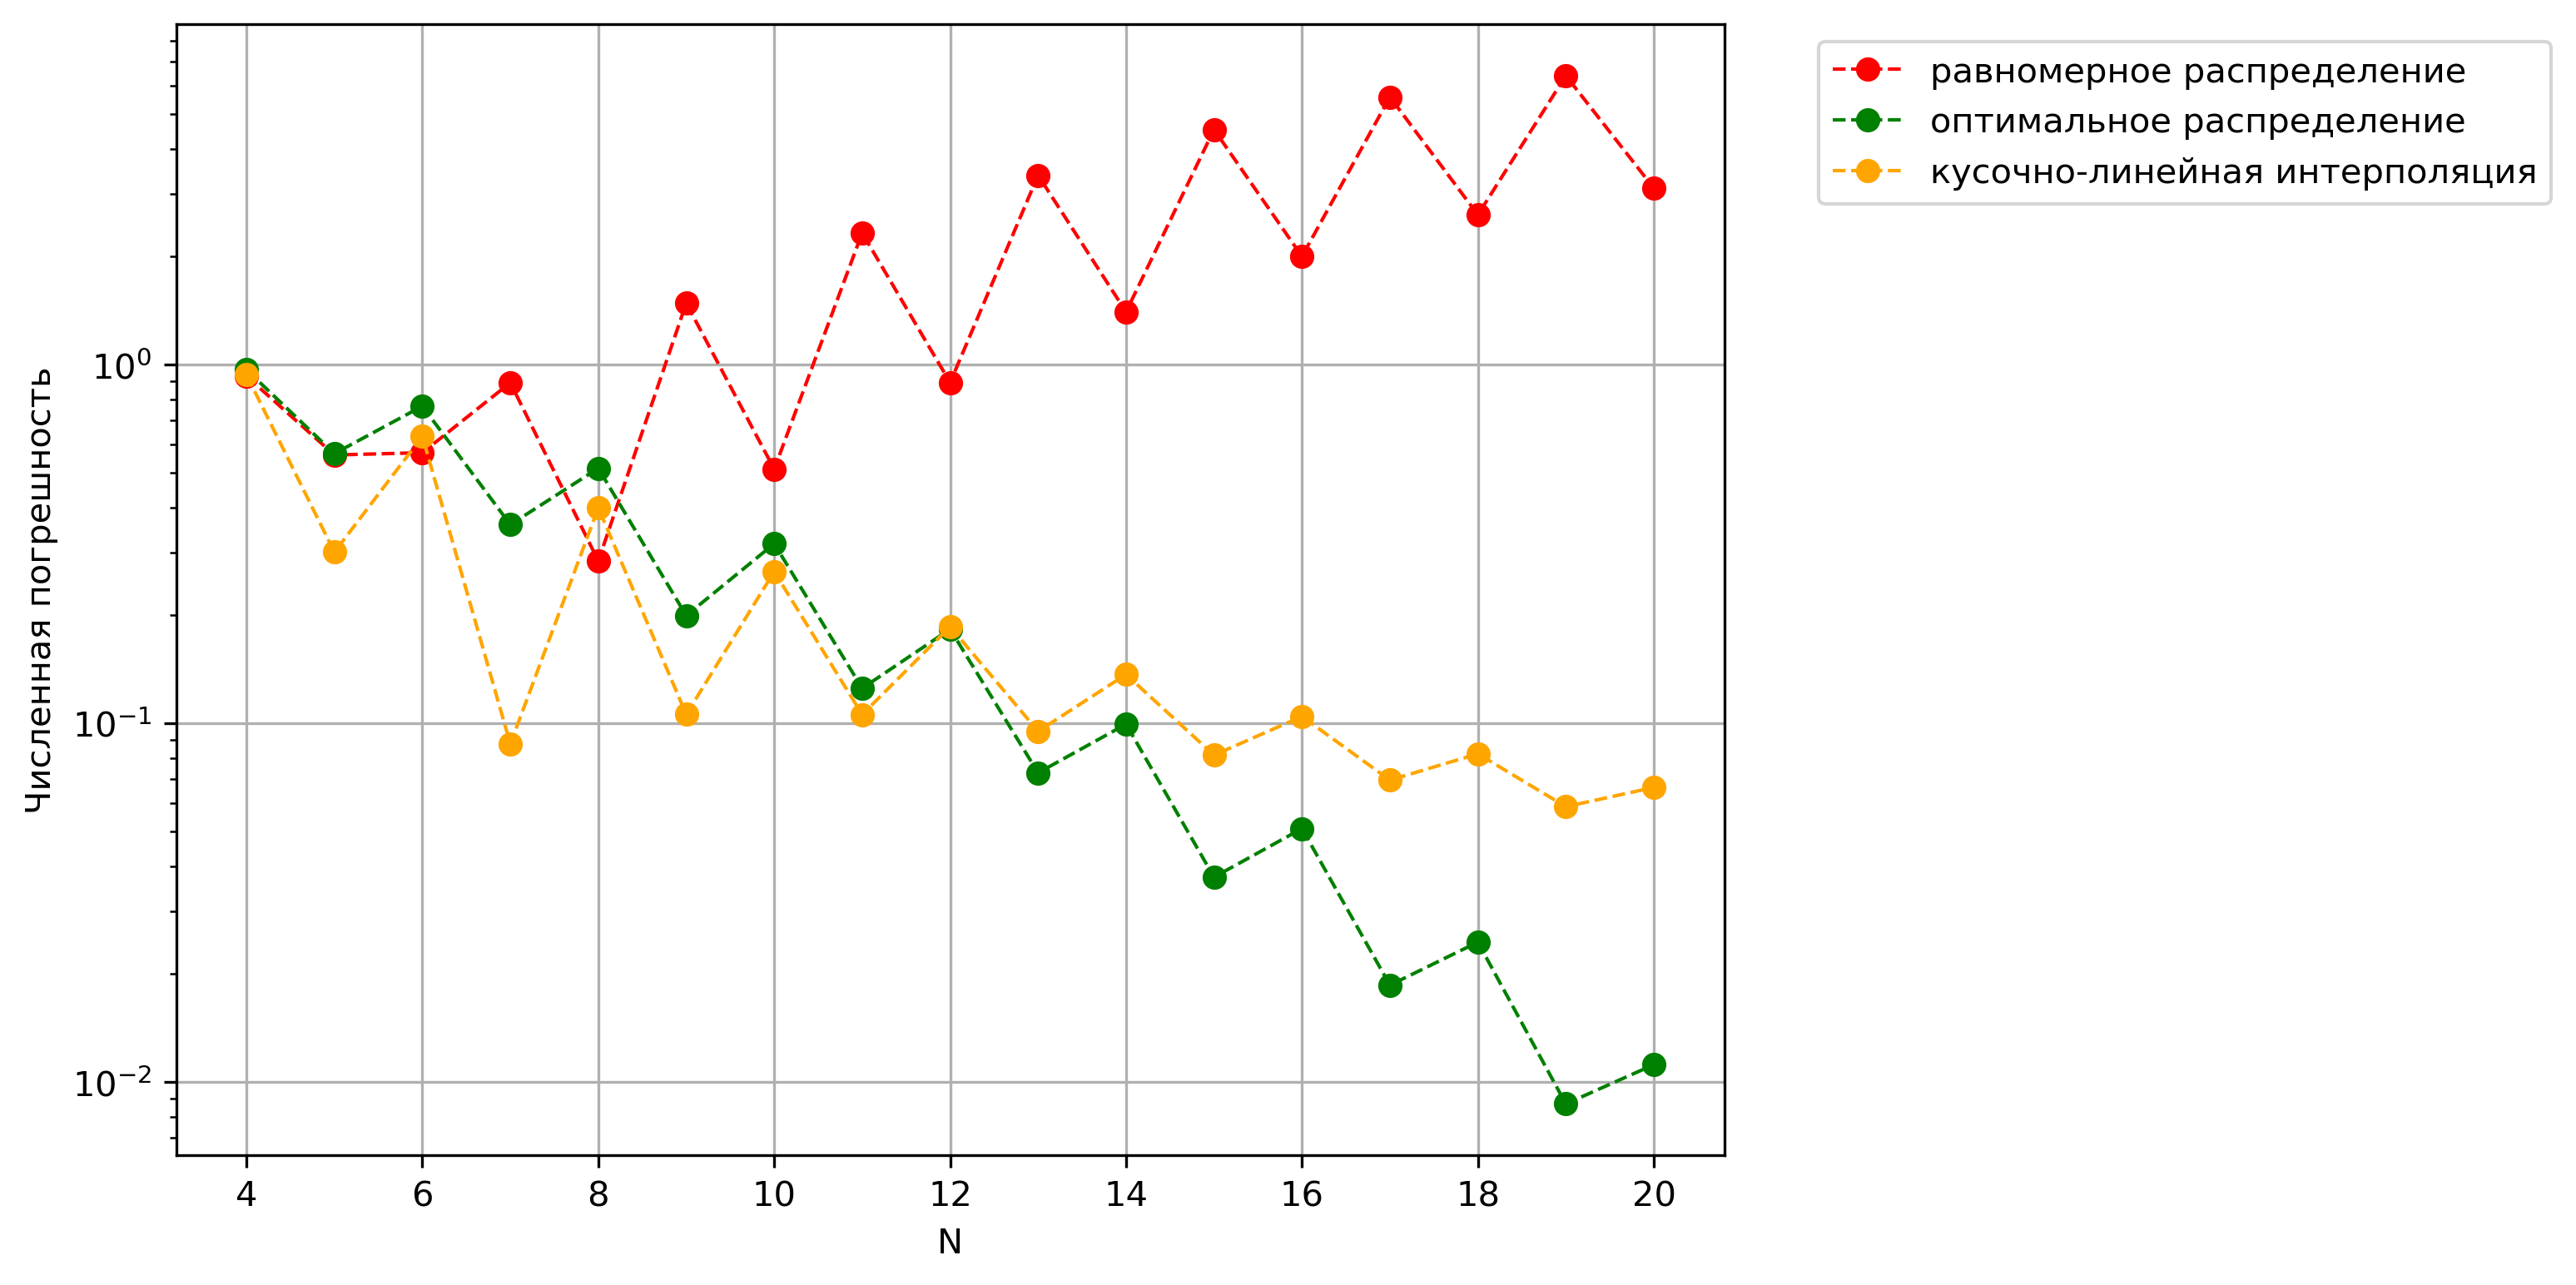 равномерное распределение
оптимальное распределение
кусочно-линейная интерполяция
Численная погрешность
10⁰
10⁻¹
10⁻²
4 6 8 10 12 14 16 18 20
N